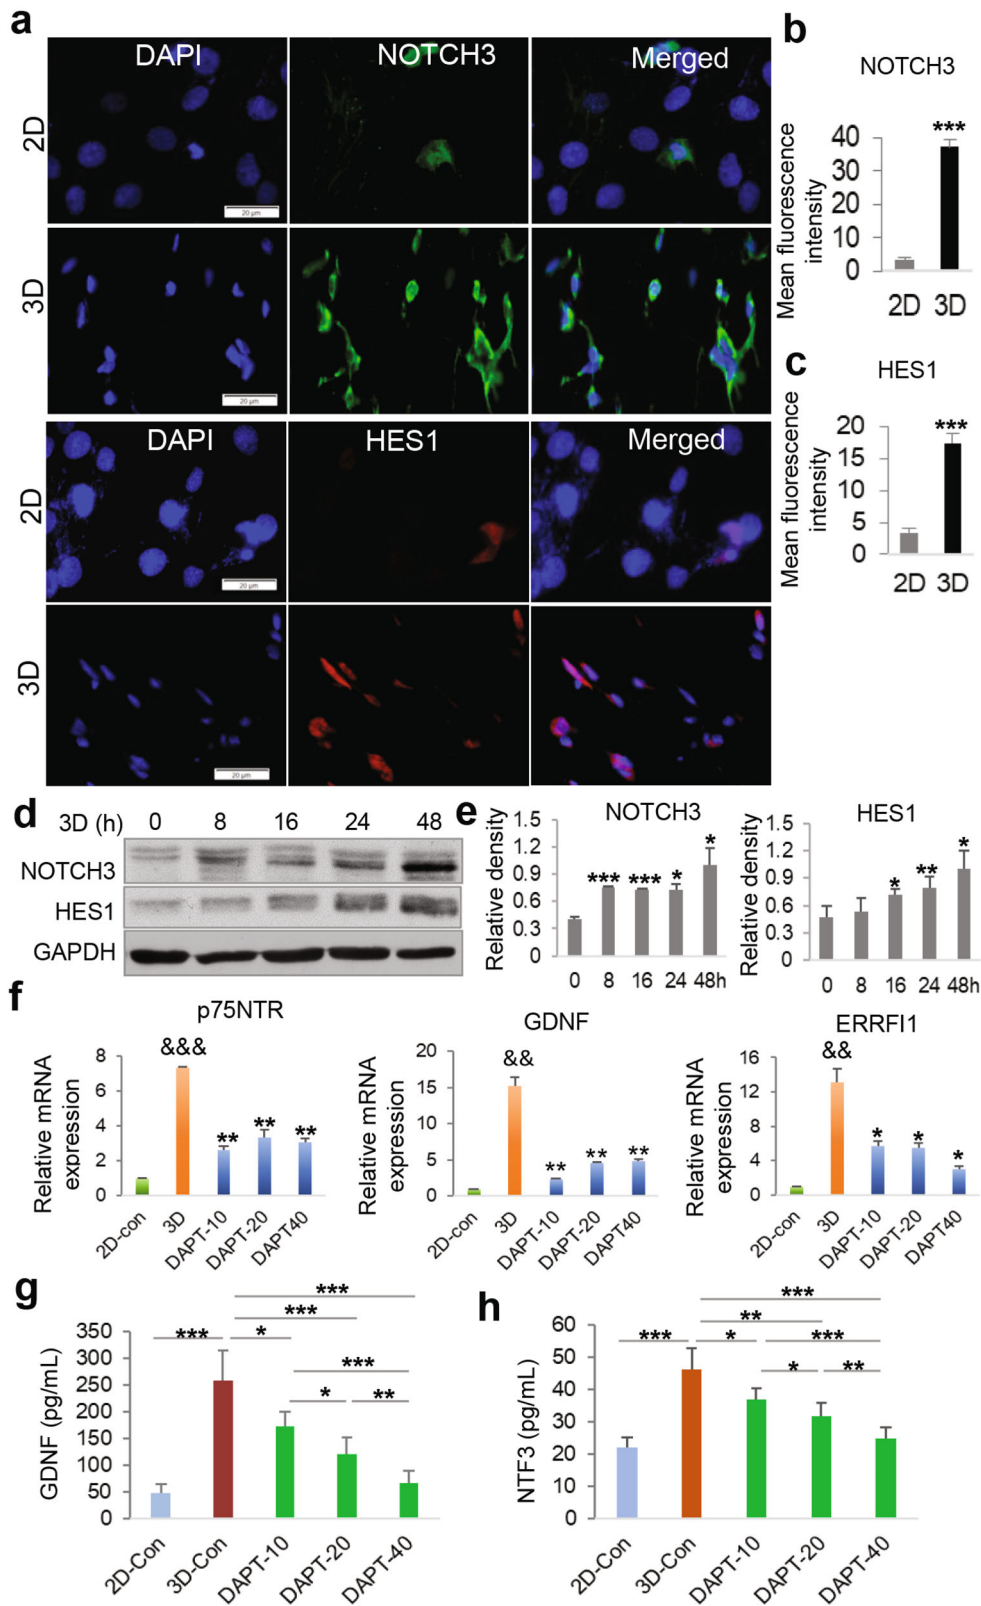 a
DAPI NOTCH3 Merged
2D
20 µm
3D
20 µm
DAPI HES1 Merged
2D
20 µm
3D
20 µm
b
NOTCH3
Mean fluorescence
intensity
40
30
20
10
0
***
2D 3D
c
HES1
Mean fluorescence
intensity
20
15
10
5
0
***
2D 3D
d
3D (h) 0 8 16 24 48
NOTCH3
HES1
GAPDH
e
NOTCH3
Relative density
1.5
1.2
0.9
0.6
0.3
0
*** *** * *
0 8 16 24 48h
HES1
Relative density
1.5
1.2
0.9
0.6
0.3
0
* ** *
0 8 16 24 48h
f
p75NTR
Relative mRNA
expression
8
6
4
2
0
&&&
** ** **
2D-con 3D DAPT-10 DAPT-20 DAPT40
GDNF
Relative mRNA
expression
20
15
10
5
0
&&
** ** **
2D-con 3D DAPT-10 DAPT-20 DAPT40
ERRFI1
Relative mRNA
expression
16
12
8
4
0
&&
* * *
2D-con 3D DAPT-10 DAPT-20 DAPT40
g
GDNF (pg/mL)
350
300
250
200
150
100
50
0
***
***
*** *
***
* **
2D-Con 3D-Con DAPT-10 DAPT-20 DAPT-40
h
NTF3 (pg/mL)
60
50
40
30
20
10
0
***
**
*** * ***
* **
2D-Con 3D-Con DAPT-10 DAPT-20 DAPT-40